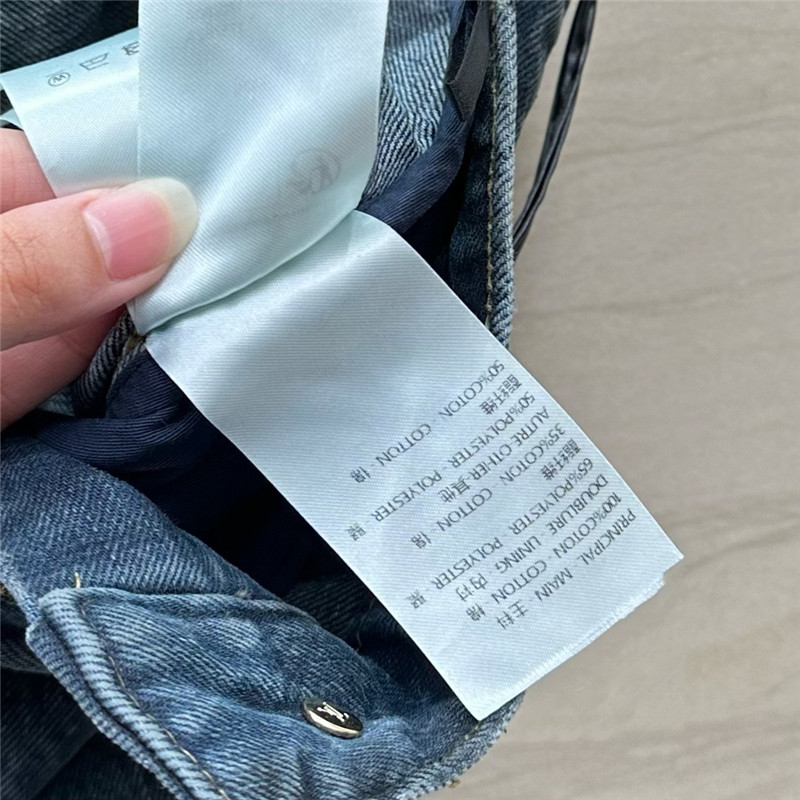 PRINCIPAL MAIN 主料
100%COTON COTTON 棉
DOUBLURE LINING 内衬
65%POLYESTER POLYESTER 聚
酯纤维
35%COTON COTTON 棉
AUTRE OTHER 其他
50%POLYESTER POLYESTER 聚
酯纤维
50%COTON COTTON 棉